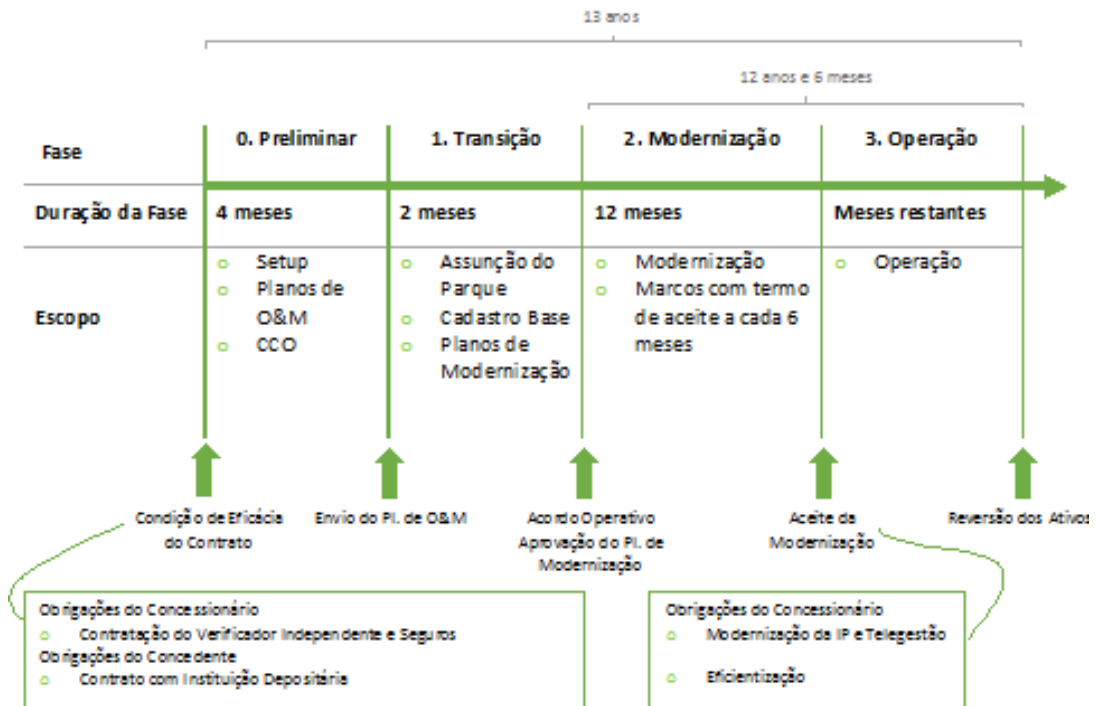 13 anos
12 anos e 6 meses
Fase
0. Preliminar
1. Transição
2. Modernização
3. Operação
Duração da Fase
4 meses
2 meses
12 meses
Meses restantes
Escopo
o Setup
o Planos de
O&M
o CCO
o Assunção do
Parque
o Cadastro Base
o Planos de
Modernização
o Modernização
o Marcos com termo
de aceite a cada 6
meses
o Operação
Condição de Eficácia
do Contrato
Envio do Pl. de O&M
Acordo Operativo
Aprovação do Pl. de
Modernização
Aceite da
Modernização
Reversão dos Ativos
Obrigações do Concessionário
o Contratação do Verificador Independente e Seguros
Obrigações do Concedente
o Contrato com Instituição Depositária
Obrigações do Concessionário
o Modernização da IP e Telegestão
o Eficientização